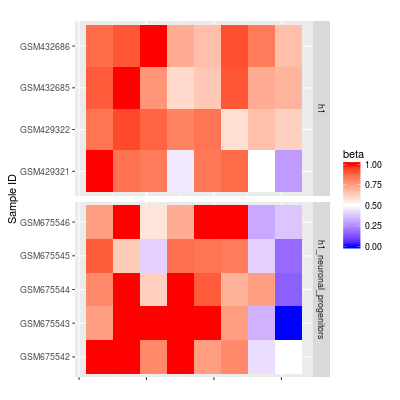 GSM432686
GSM432685
GSM429322
GSM429321
h1
GSM675546
GSM675545
GSM675544
GSM675543
GSM675542
h1_neuronal_progenitors
Sample ID
beta
1.00
0.75
0.50
0.25
0.00